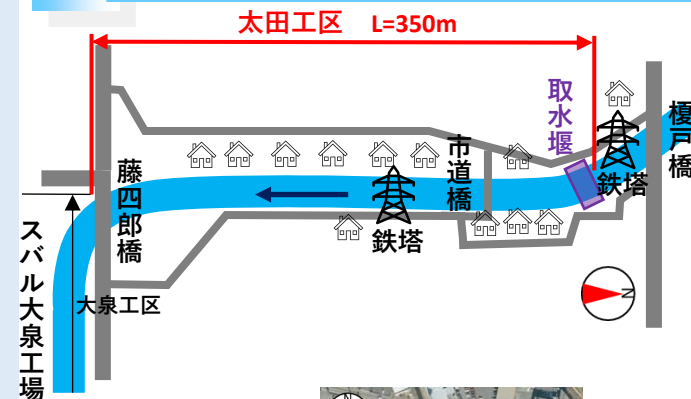 太田工区 L=350m
取水堰
榎戸橋
市道橋
鉄塔
藤四郎橋
鉄塔
スバル大泉工場
大泉工区
N
N